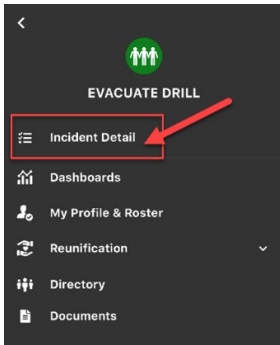 EVACUATE DRILL
Incident Detail
Dashboards
My Profile & Roster
Reunification
Directory
Documents